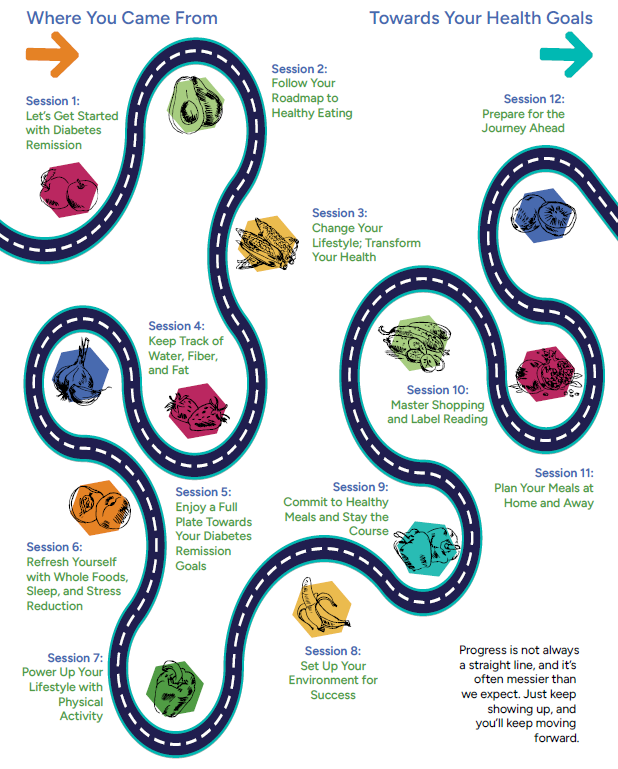 Where You Came From
Towards Your Health Goals
Session 1:
Let's Get Started
with Diabetes
Remission
Session 2:
Follow Your
Roadmap to
Healthy Eating
Session 12:
Prepare for the
Journey Ahead
Session 3:
Change Your
Lifestyle; Transform
Your Health
Session 4:
Keep Track of
Water, Fiber,
and Fat
Session 10:
Master Shopping
and Label Reading
Session 11:
Plan Your Meals at
Home and Away
Session 5:
Enjoy a Full
Plate Towards
Your Diabetes
Remission
Goals
Session 9:
Commit to Healthy
Meals and Stay the
Course
Session 6:
Refresh Yourself
with Whole Foods,
Sleep, and Stress
Reduction
Session 7:
Power Up Your
Lifestyle with
Physical
Activity
Session 8:
Set Up Your
Environment for
Success
Progress is not always
a straight line, and it's
often messier than
we expect. Just keep
showing up, and
you'll keep moving
forward.